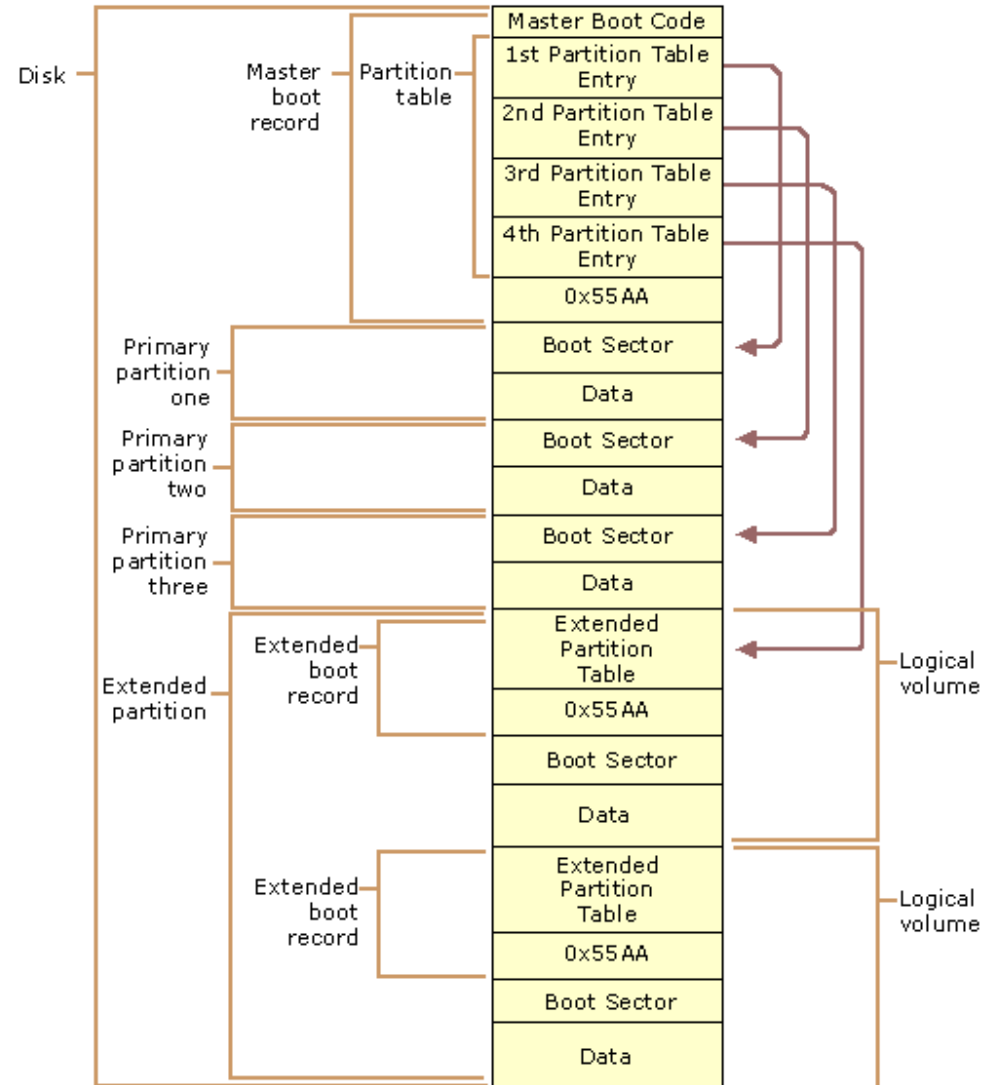 Master Boot Code
Disk
Master
boot
record
Partition
table
1st Partition Table
Entry
2nd Partition Table
Entry
3rd Partition Table
Entry
4th Partition Table
Entry
0x55AA
Primary
partition
one
Boot Sector
Data
Primary
partition
two
Boot Sector
Data
Primary
partition
three
Boot Sector
Data
Extended
partition
Extended
boot
record
Extended
Partition
Table
0x55AA
Boot Sector
Data
Logical
volume
Extended
boot
record
Extended
Partition
Table
0x55AA
Boot Sector
Data
Logical
volume